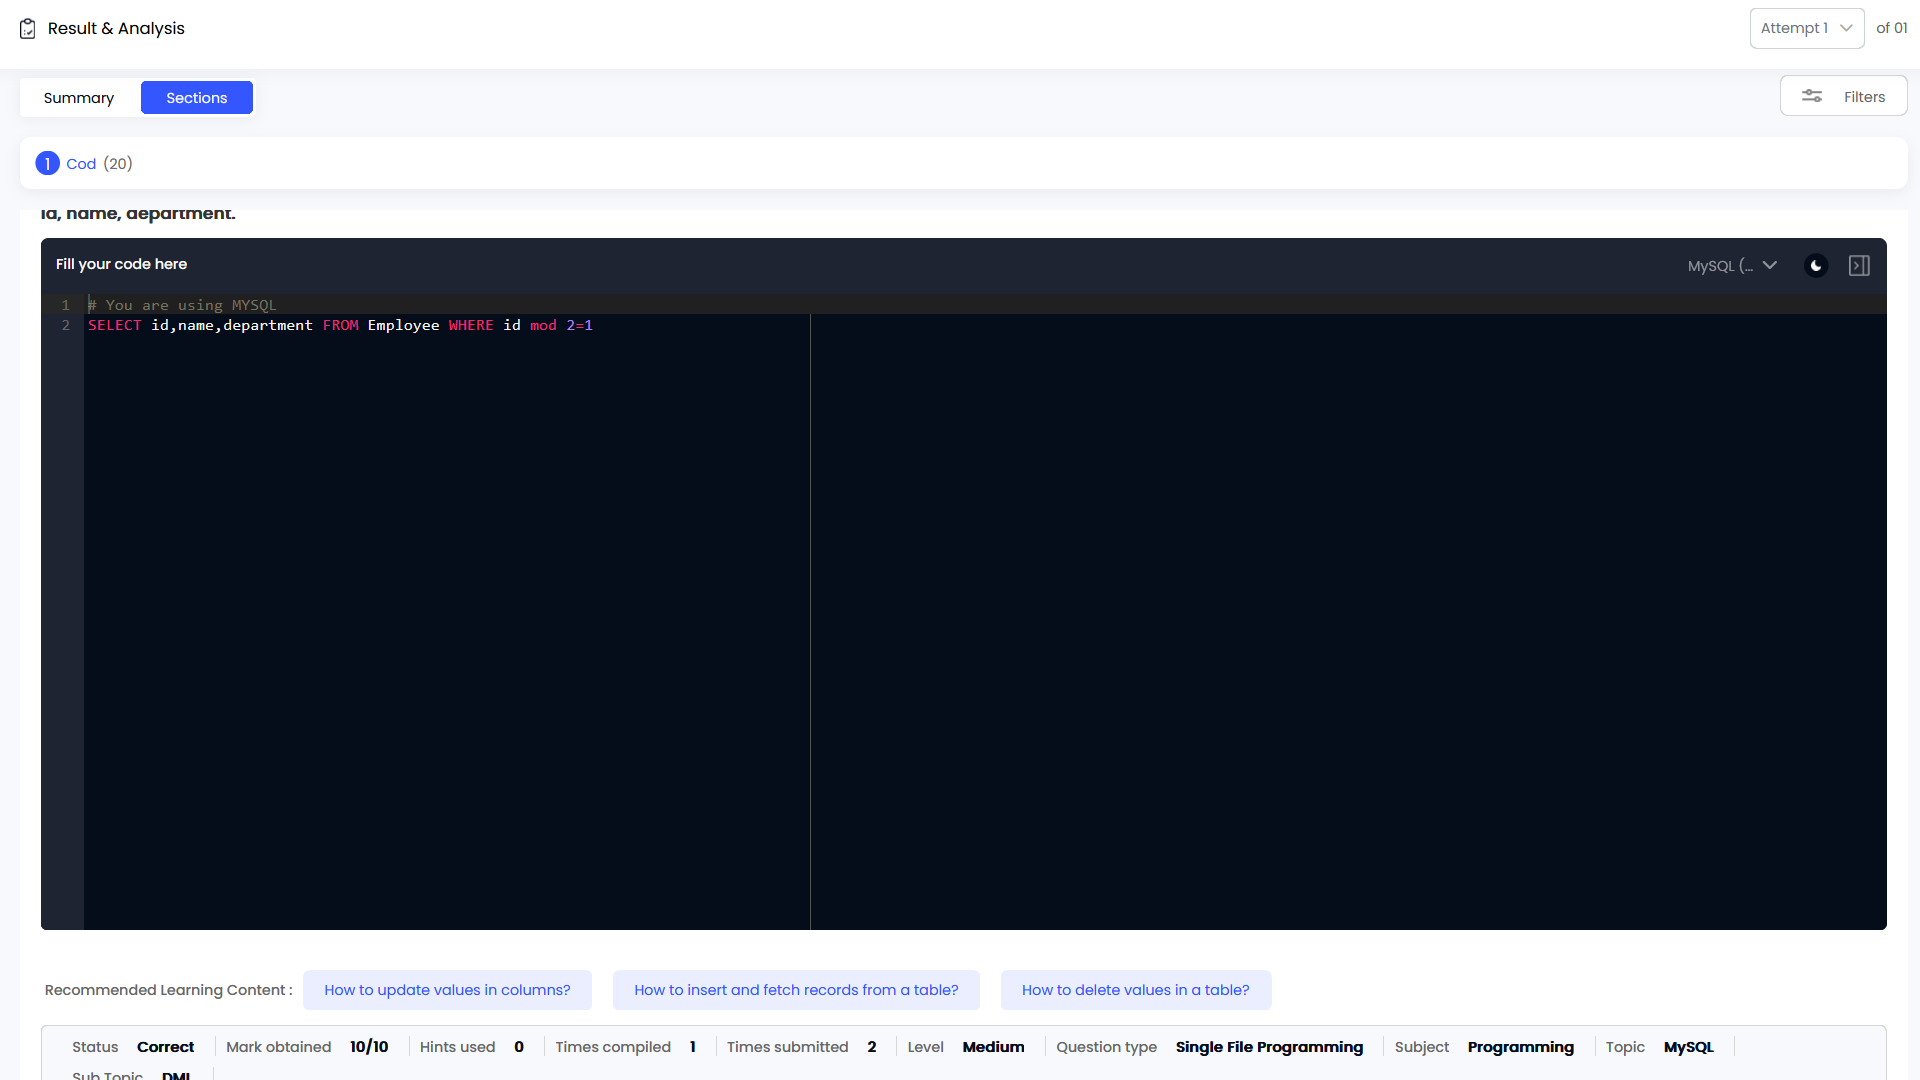 Result & Analysis
Attempt 1 of 01
Summary Sections
Filters
1 Cod (20)
id, name, department.
Fill your code here
MySQL (...
1 # You are using MYSQL
2 SELECT id,name,department FROM Employee WHERE id mod 2=1
Recommended Learning Content : How to update values in columns? How to insert and fetch records from a table? How to delete values in a table?
Status Correct Mark obtained 10/10 Hints used 0 Times compiled 1 Times submitted 2 Level Medium Question type Single File Programming Subject Programming Topic MySQL
Sub Topic DML